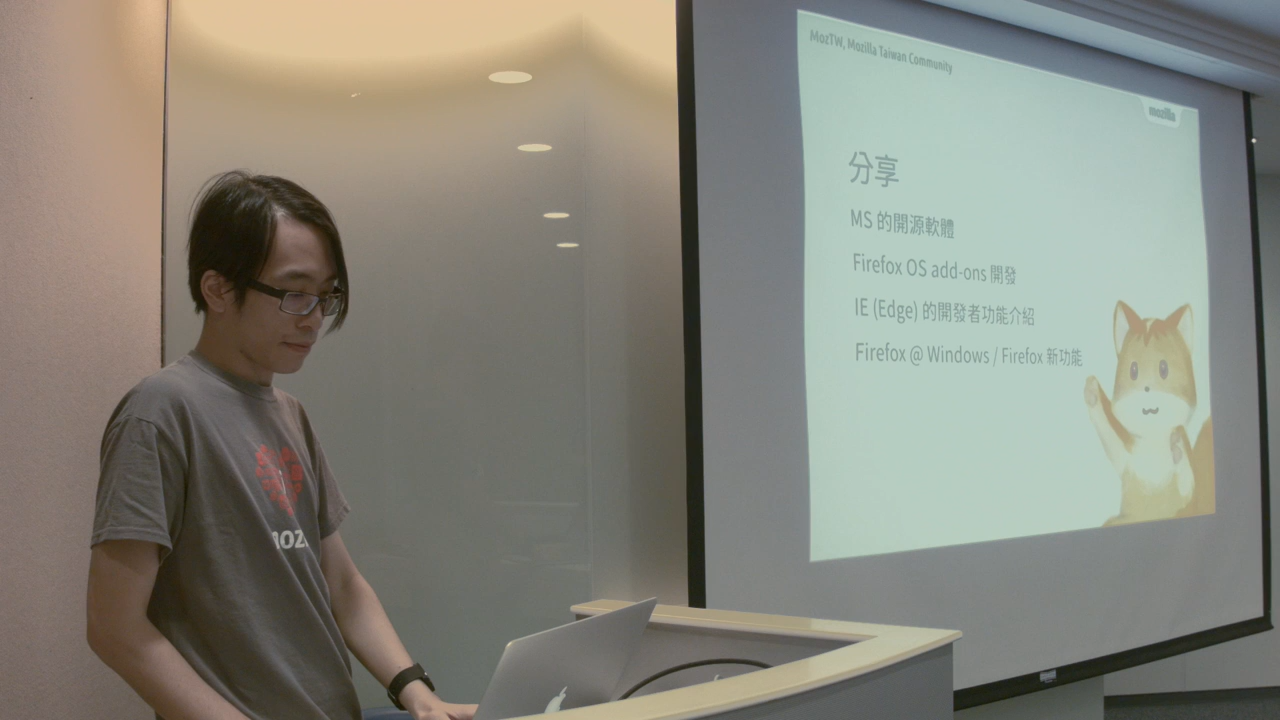 MozTW, Mozilla Taiwan Community
mozilla
分享
MS 的開源軟體
Firefox OS add-ons 開發
IE (Edge) 的開發者功能介紹
Firefox @ Windows / Firefox 新功能
moz